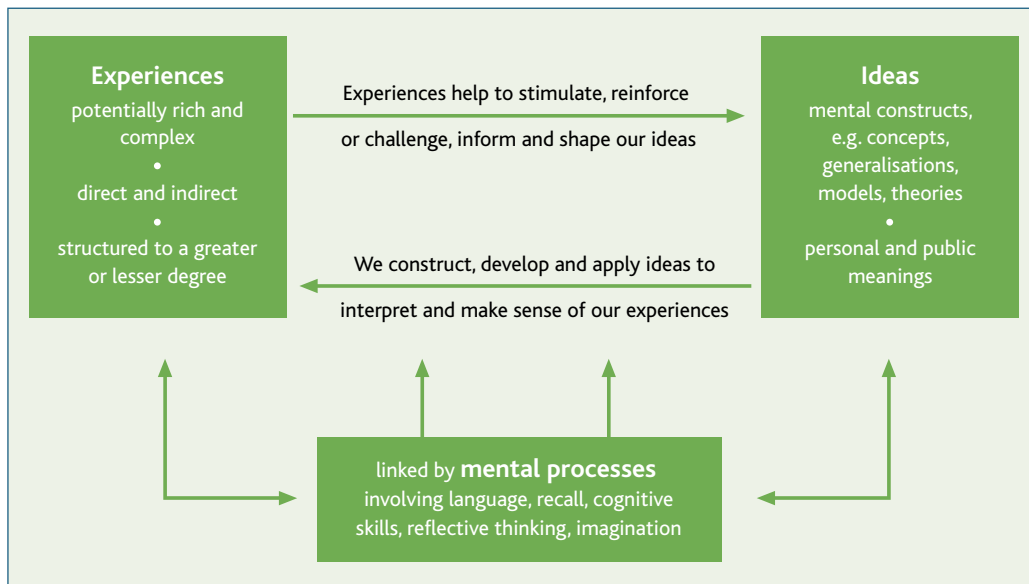 Experiences
potentially rich and
complex
•
direct and indirect
•
structured to a greater
or lesser degree
Experiences help to stimulate, reinforce
or challenge, inform and shape our ideas
We construct, develop and apply ideas to
interpret and make sense of our experiences
Ideas
mental constructs,
e.g. concepts,
generalisations,
models, theories
•
personal and public
meanings
linked by mental processes
involving language, recall, cognitive
skills, reflective thinking, imagination